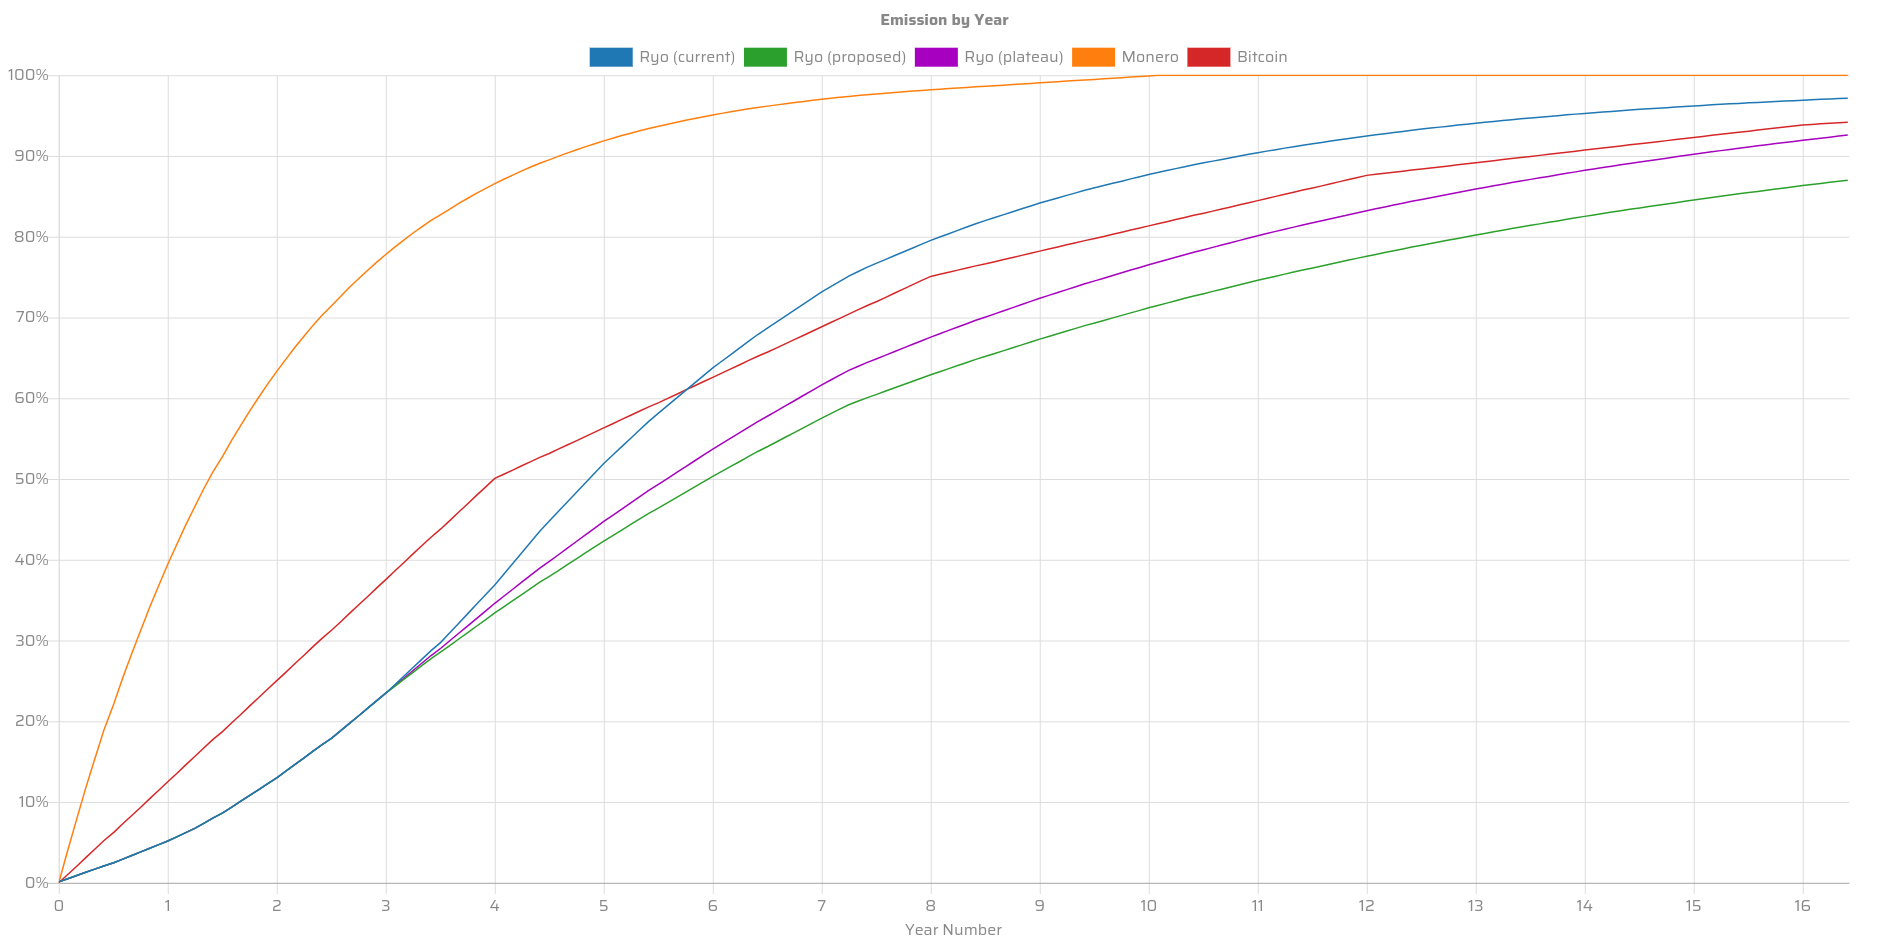 Emission by Year
Ryo (current) Ryo (proposed) Ryo (plateau) Monero Bitcoin
100%
90%
80%
70%
60%
50%
40%
30%
20%
10%
0%
0 1 2 3 4 5 6 7 8 9 10 11 12 13 14 15 16
Year Number